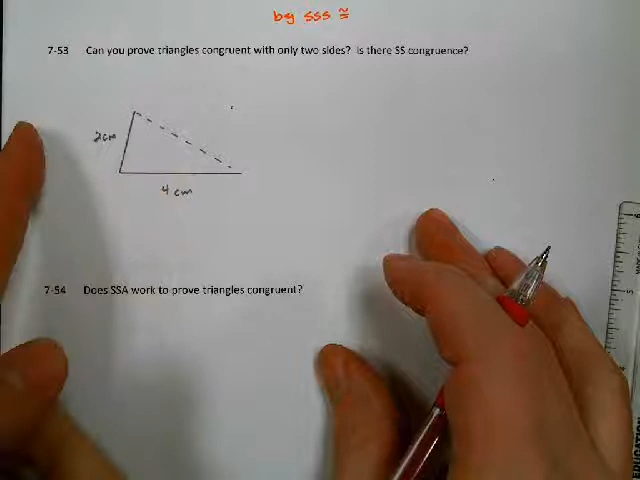 by SSS ≅
7-53 Can you prove triangles congruent with only two sides? Is there SS congruence?
2cm
4 cm
7-54 Does SSA work to prove triangles congruent?